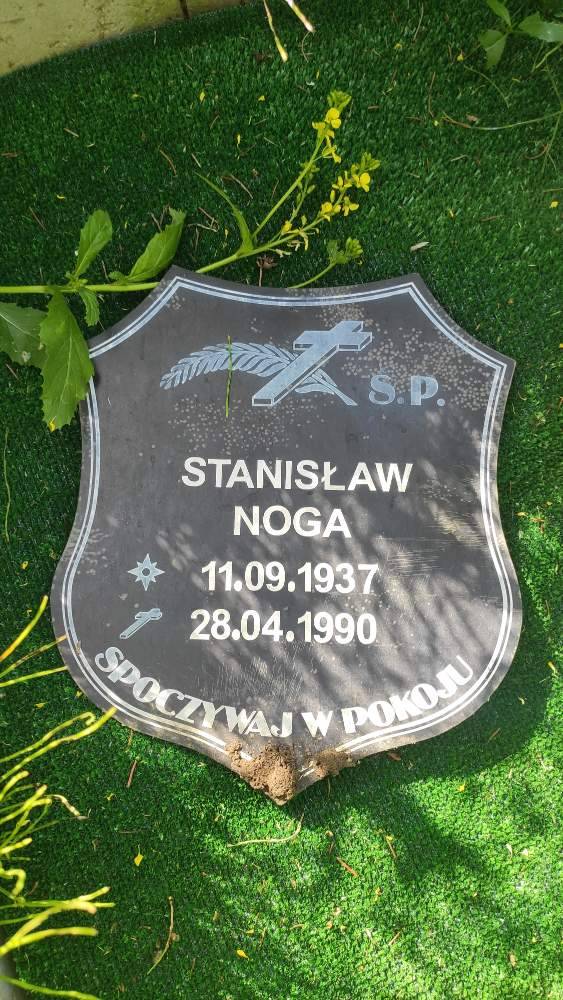 S.P.
STANISŁAW
NOGA
11.09.1937
28.04.1990
SPOCZYWAJ W POKOJU